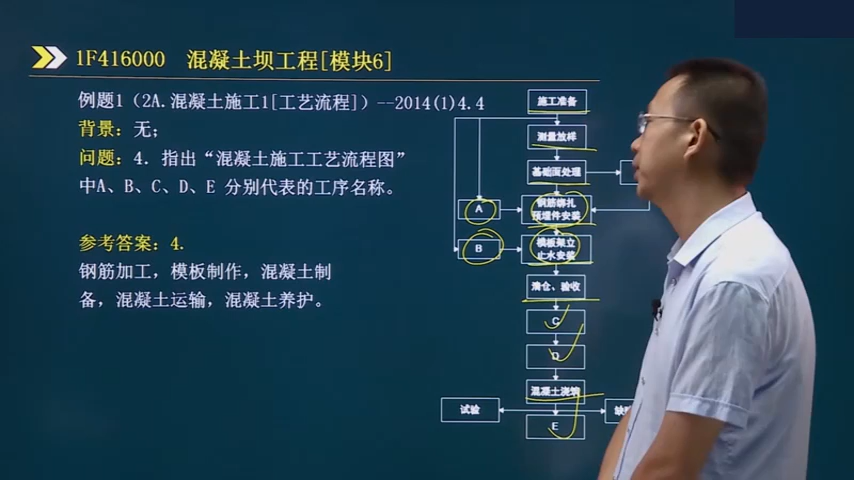 1F416000 混凝土坝工程[模块6]
例题1（2A.混凝土施工1[工艺流程]）--2014(1)4.4
背景：无；
问题：4. 指出“混凝土施工工艺流程图”
中A、B、C、D、E 分别代表的工序名称。
参考答案：4.
钢筋加工，模板制作，混凝土制
备，混凝土运输，混凝土养护。
施工准备
测量放样
基础面处理
A
钢筋绑扎
预埋件安装
B
模板架立
止水安装
清仓、验收
C
D
混凝土浇筑
试验
E